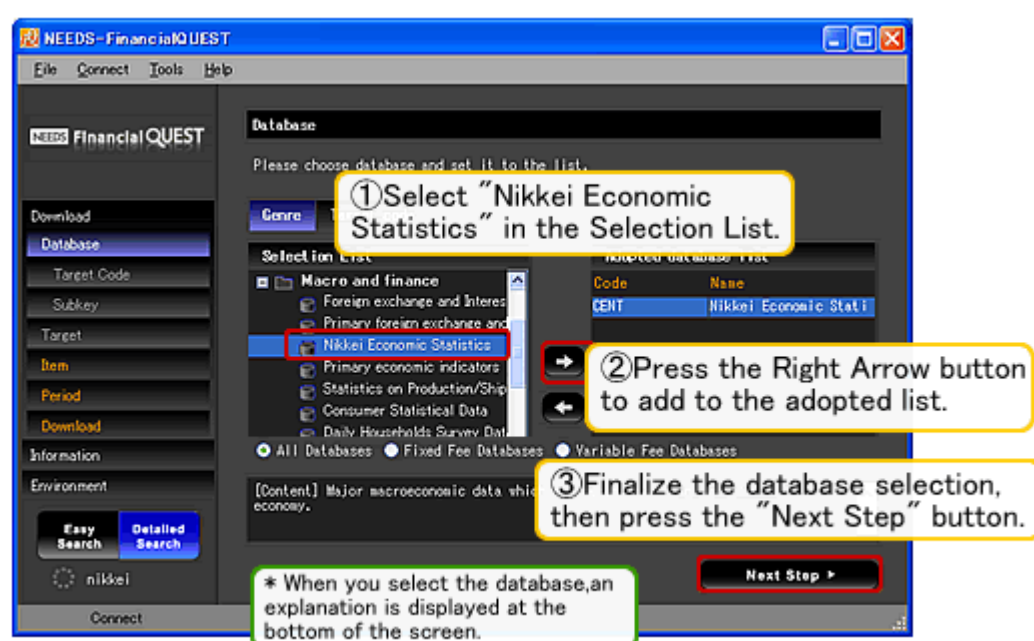 NEEDS-FinancialQUEST
File Connect Tools Help
NEEDS Financial QUEST
Download
Database
Target Code
Subkey
Target
Item
Period
Download
Information
Environment
Easy Search
Detailed Search
nikkei
Connect
Database
Please choose database and set it to the list.
①Select "Nikkei Economic
Statistics" in the Selection List.
Genre
Selection List
Macro and finance
Foreign exchange and Interes
Primary foreign exchange and
Nikkei Economic Statistics
Primary economic indicators
Statistics on Production/Ship
Consumer Statistical Data
Daily Households Survey Dat
Adopted database list
Code Name
CENT Nikkei Economic Stati
②Press the Right Arrow button
to add to the adopted list.
All Databases Fixed Fee Databases Variable Fee Databases
[Content] Major macroeconomic data whic
economy.
③Finalize the database selection,
then press the "Next Step" button.
Next Step
* When you select the database,an
explanation is displayed at the
bottom of the screen.